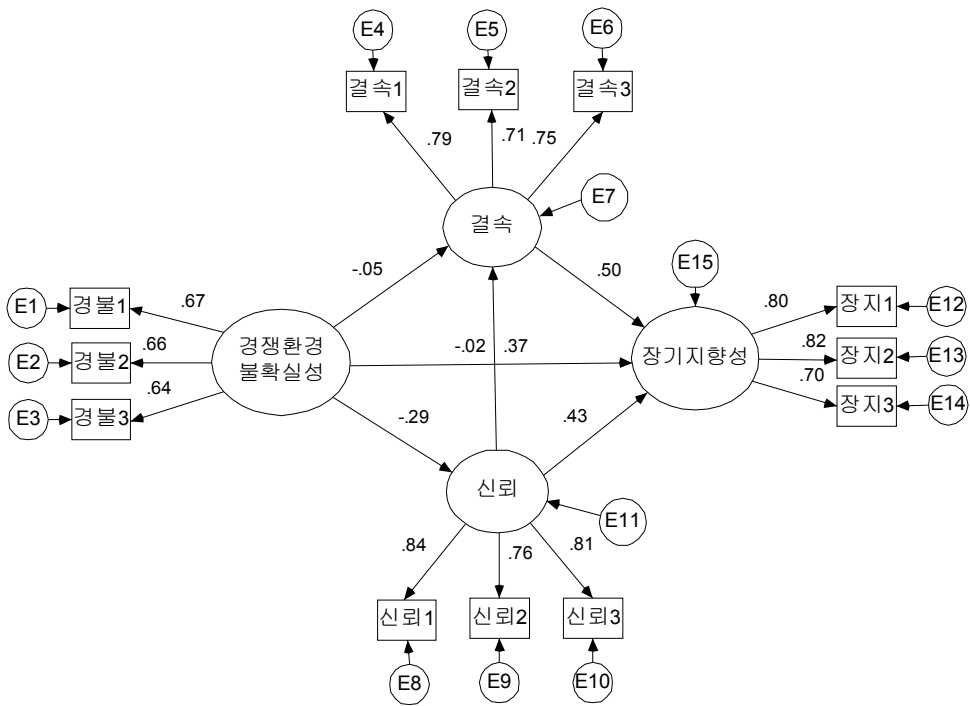 E4
E5
E6
결속1
결속2
결속3
.79
.71
.75
E7
결속
-.05
.50
E15
E1
경불1
.67
.80
장지1
E12
E2
경불2
.66
경쟁환경
불확실성
-.02
.37
장기지향성
.82
장지2
E13
E3
경불3
.64
.70
장지3
E14
-.29
.43
신뢰
E11
.84
.76
.81
신뢰1
신뢰2
신뢰3
E8
E9
E10